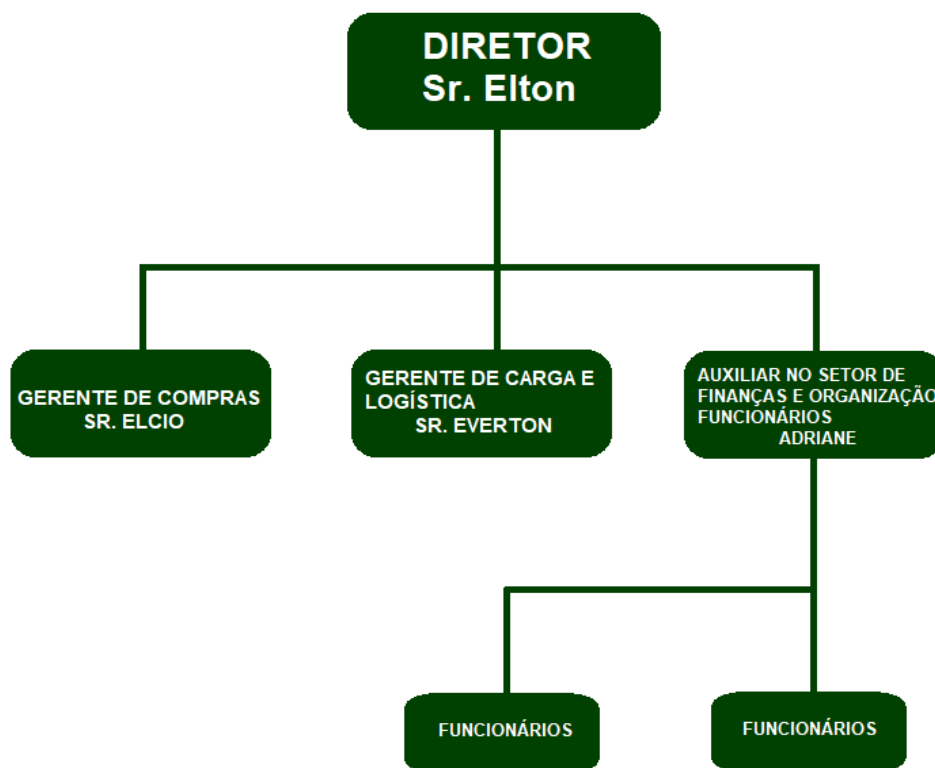 DIRETOR
Sr. Elton
GERENTE DE COMPRAS
SR. ELCIO
GERENTE DE CARGA E
LOGÍSTICA
SR. EVERTON
AUXILIAR NO SETOR DE
FINANÇAS E ORGANIZAÇÃO
FUNCIONÁRIOS
ADRIANE
FUNCIONÁRIOS
FUNCIONÁRIOS